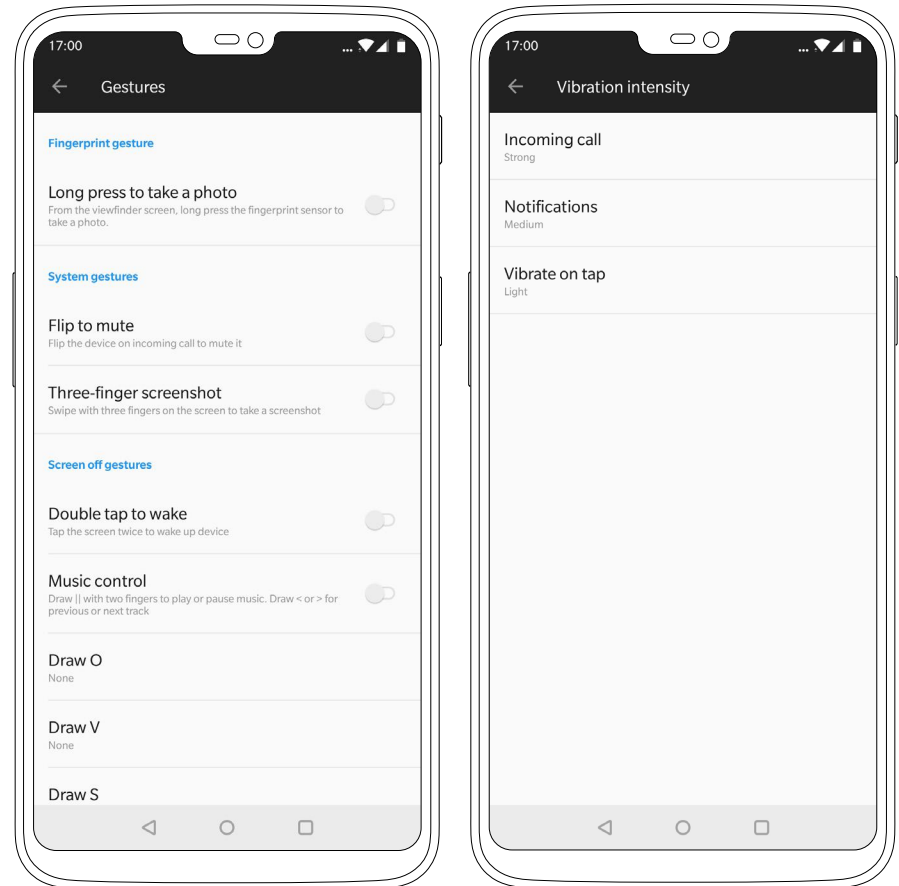 17:00
...
Gestures
Fingerprint gesture
Long press to take a photo
From the viewfinder screen, long press the fingerprint sensor to
take a photo.
System gestures
Flip to mute
Flip the device on incoming call to mute it
Three-finger screenshot
Swipe with three fingers on the screen to take a screenshot
Screen off gestures
Double tap to wake
Tap the screen twice to wake up device
Music control
Draw || with two fingers to play or pause music. Draw < or > for
previous or next track
Draw O
None
Draw V
None
Draw S
17:00
...
Vibration intensity
Incoming call
Strong
Notifications
Medium
Vibrate on tap
Light